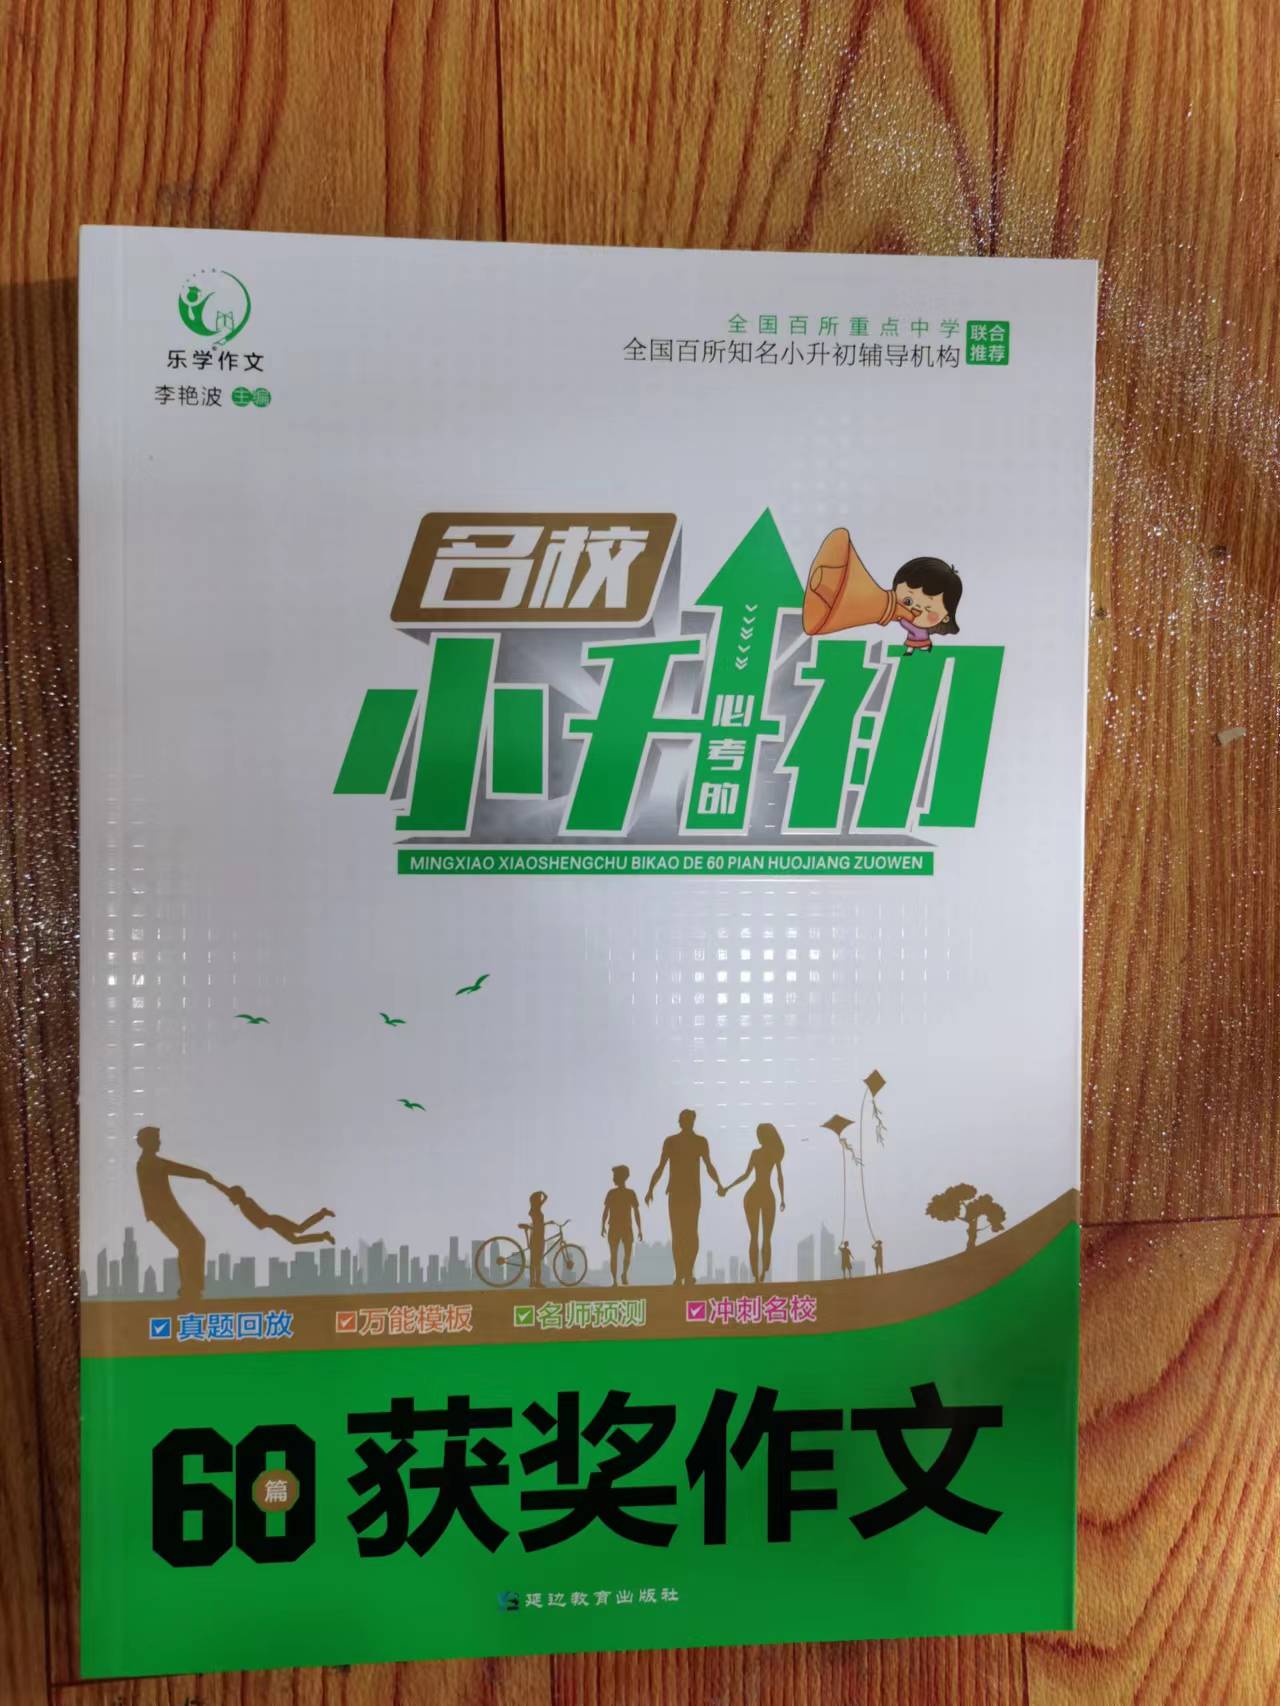 乐学作文
李艳波 主编
全国百所重点中学
全国百所知名小升初辅导机构
联合
推荐
名校
小升初
必考的
MINGXIAO XIAOSHENGCHU BIKAO DE 60 PIAN HUOJIANG ZUOWEN
真题回放 万能模板 名师预测 冲刺名校
60篇 获奖作文
延边教育出版社